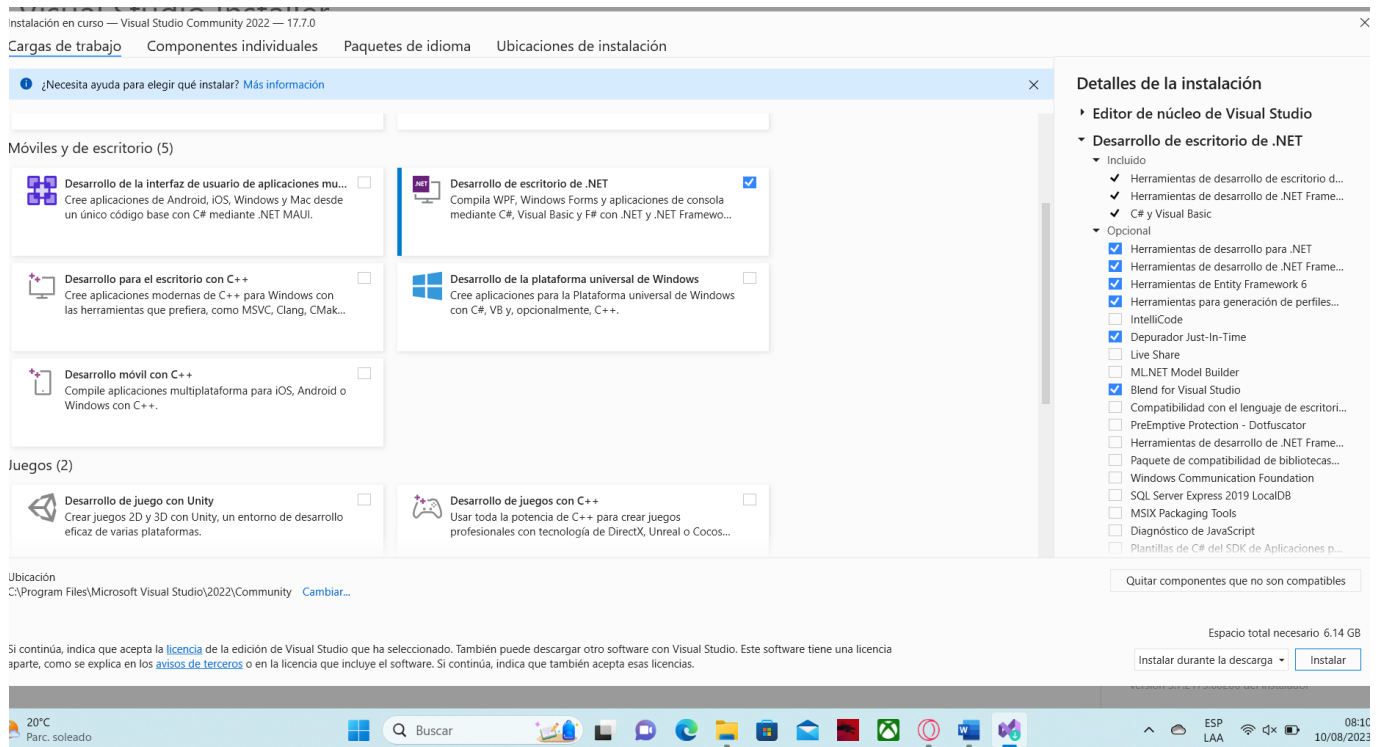 Visual Studio Installer
Instalación en curso — Visual Studio Community 2022 — 17.7.0
Cargas de trabajo Componentes individuales Paquetes de idioma Ubicaciones de instalación
¿Necesita ayuda para elegir qué instalar? Más información
Móviles y de escritorio (5)
Desarrollo de la interfaz de usuario de aplicaciones mu...
Cree aplicaciones de Android, iOS, Windows y Mac desde
un único código base con C# mediante .NET MAUI.
.NET
Desarrollo de escritorio de .NET
Compila WPF, Windows Forms y aplicaciones de consola
mediante C#, Visual Basic y F# con .NET y .NET Framewo...
Desarrollo para el escritorio con C++
Cree aplicaciones modernas de C++ para Windows con
las herramientas que prefiera, como MSVC, Clang, CMak...
Desarrollo de la plataforma universal de Windows
Cree aplicaciones para la Plataforma universal de Windows
con C#, VB y, opcionalmente, C++.
Desarrollo móvil con C++
Compile aplicaciones multiplataforma para iOS, Android o
Windows con C++.
Juegos (2)
Desarrollo de juego con Unity
Crear juegos 2D y 3D con Unity, un entorno de desarrollo
eficaz de varias plataformas.
Desarrollo de juegos con C++
Usar toda la potencia de C++ para crear juegos
profesionales con tecnología de DirectX, Unreal o Cocos...
Detalles de la instalación
Editor de núcleo de Visual Studio
Desarrollo de escritorio de .NET
Incluido
Herramientas de desarrollo de escritorio d...
Herramientas de desarrollo de .NET Frame...
C# y Visual Basic
Opcional
Herramientas de desarrollo para .NET
Herramientas de desarrollo de .NET Frame...
Herramientas de Entity Framework 6
Herramientas para generación de perfiles...
IntelliCode
Depurador Just-In-Time
Live Share
ML.NET Model Builder
Blend for Visual Studio
Compatibilidad con el lenguaje de escritori...
PreEmptive Protection - Dotfuscator
Herramientas de desarrollo de .NET Frame...
Paquete de compatibilidad de bibliotecas...
Windows Communication Foundation
SQL Server Express 2019 LocalDB
MSIX Packaging Tools
Diagnóstico de JavaScript
Plantillas de C# del SDK de Aplicaciones p...
Ubicación
C:\Program Files\Microsoft Visual Studio\2022\Community Cambiar...
Quitar componentes que no son compatibles
Espacio total necesario 6.14 GB
Si continúa, indica que acepta la licencia de la edición de Visual Studio que ha seleccionado. También puede descargar otro software con Visual Studio. Este software tiene una licencia
aparte, como se explica en los avisos de terceros o en la licencia que incluye el software. Si continúa, indica que también acepta esas licencias.
Instalar durante la descarga Instalar
20°C
Parc. soleado
Buscar
ESP
LAA
08:10
10/08/2023